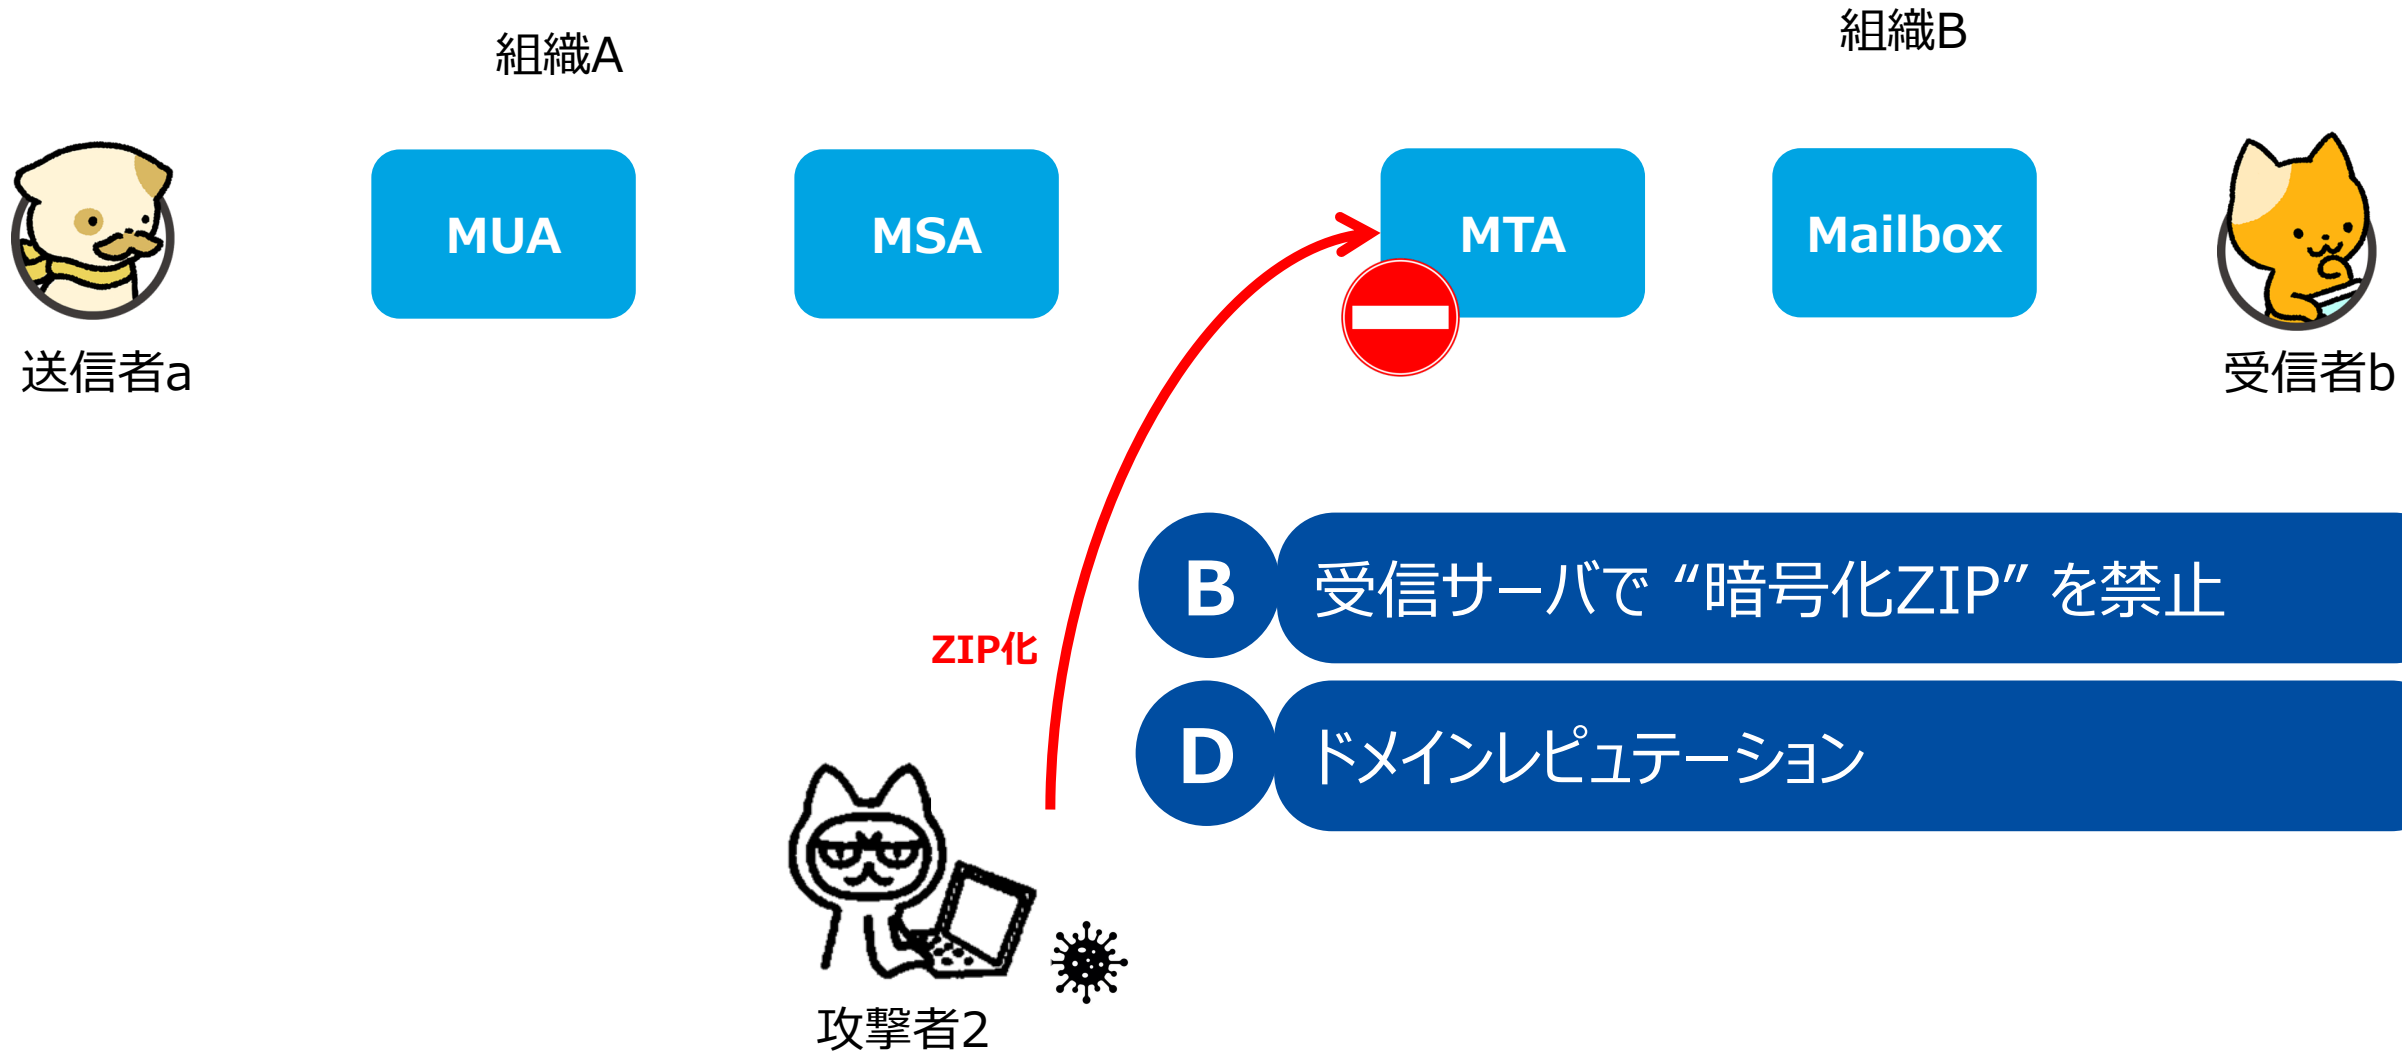 組織A
組織B
MUA
MSA
MTA
Mailbox
送信者a
受信者b
B
受信サーバで “暗号化ZIP” を禁止
ZIP化
D
ドメインレピュテーション
攻撃者2